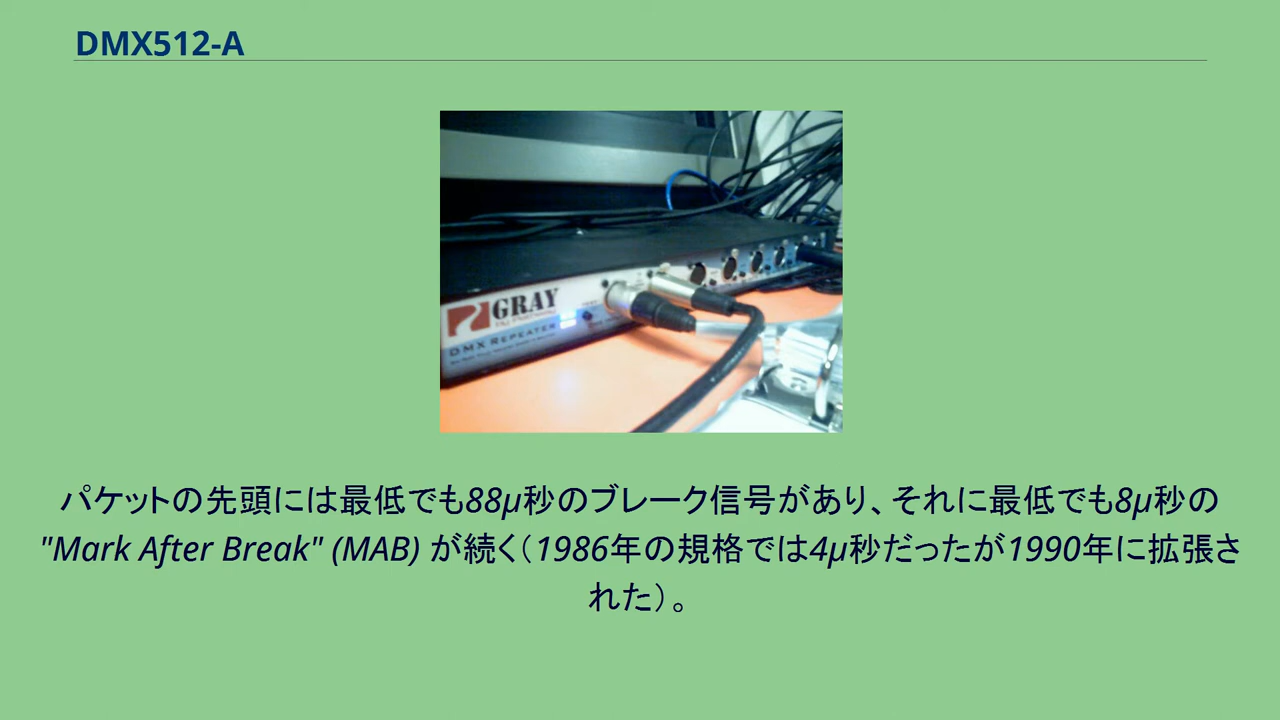 DMX512-A
GRAY
DMX REPEATER
パケットの先頭には最低でも88μ秒のブレーク信号があり、それに最低でも8μ秒の
"Mark After Break" (MAB) が続く（1986年の規格では4μ秒だったが1990年に拡張さ
れた）。